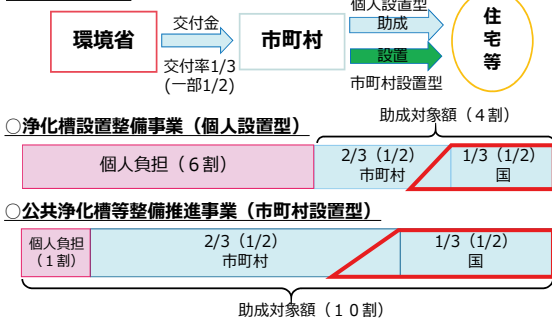 環境省
交付金
交付率1/3
(一部1/2)
市町村
個人設置型
助成
設置
市町村設置型
住宅等
○浄化槽設置整備事業（個人設置型）
助成対象額（４割）
個人負担（６割）
2/3（1/2）
市町村
1/3（1/2）
国
○公共浄化槽等整備推進事業（市町村設置型）
個人負担
（１割）
2/3（1/2）
市町村
1/3（1/2）
国
助成対象額（１０割）